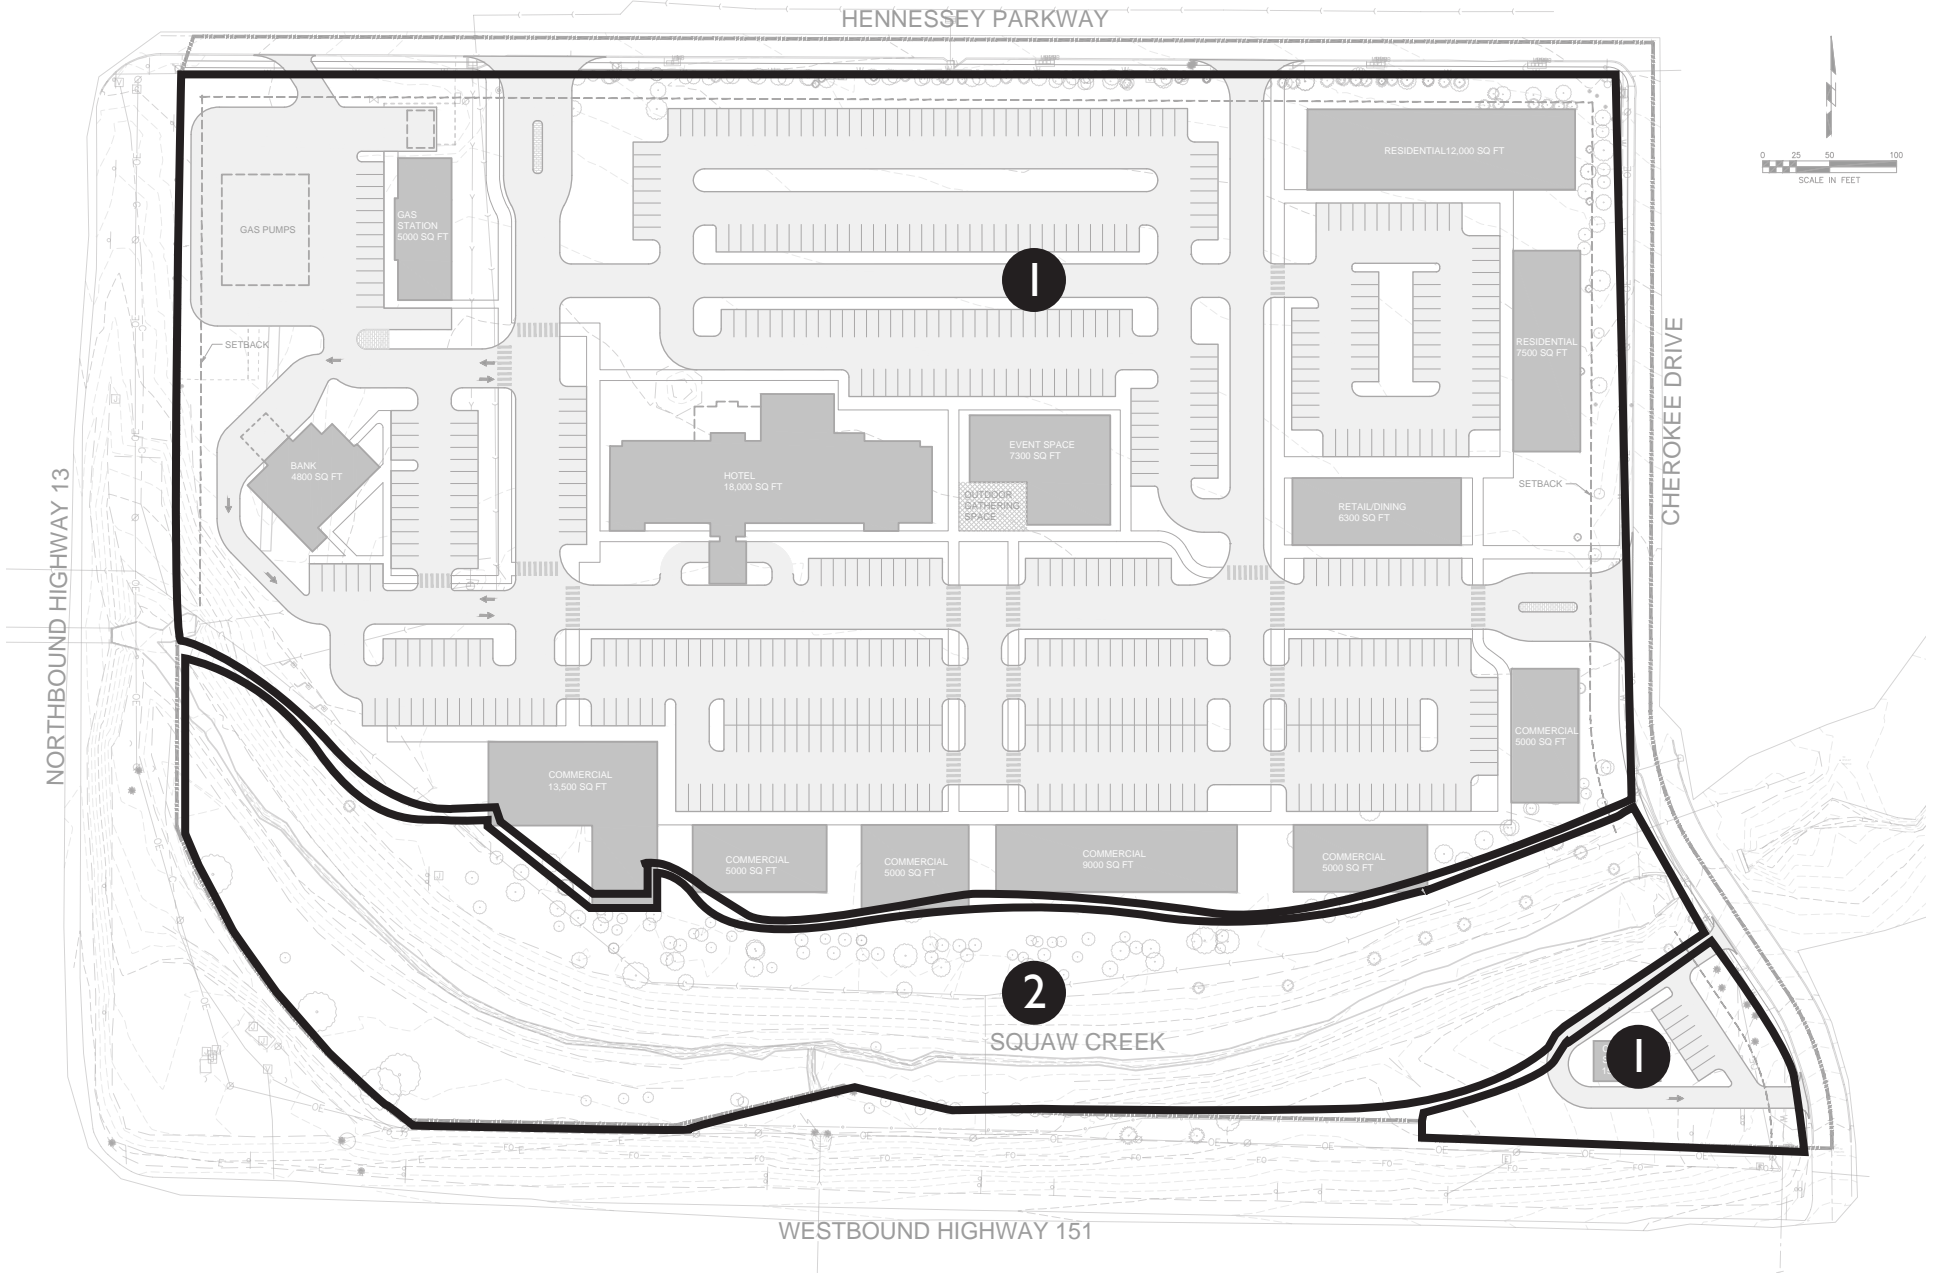 HENNESSEY PARKWAY
0 25 50 100
SCALE IN FEET
RESIDENTIAL12,000 SQ FT
GAS
STATION
5000 SQ FT
GAS PUMPS
1
SETBACK
RESIDENTIAL
7500 SQ FT
CHEROKEE DRIVE
NORTHBOUND HIGHWAY 13
BANK
4800 SQ FT
HOTEL
18,000 SQ FT
EVENT SPACE
7300 SQ FT
OUTDOOR
GATHERING
SPACE
RETAIL/DINING
6300 SQ FT
SETBACK
COMMERCIAL
5000 SQ FT
COMMERCIAL
13,500 SQ FT
COMMERCIAL
5000 SQ FT
COMMERCIAL
5000 SQ FT
COMMERCIAL
9000 SQ FT
COMMERCIAL
5000 SQ FT
2
SQUAW CREEK
1
WESTBOUND HIGHWAY 151